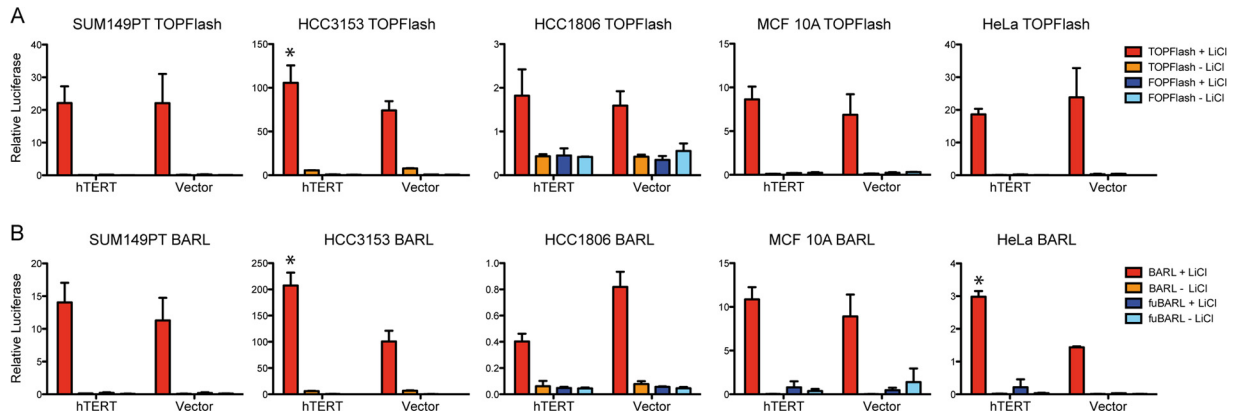 A
SUM149PT TOPFlash
HCC3153 TOPFlash
HCC1806 TOPFlash
MCF 10A TOPFlash
HeLa TOPFlash
Relative Luciferase
40
30
20
10
0
hTERT
Vector
150
100
50
0
*
hTERT
Vector
3
2
1
0
hTERT
Vector
15
10
5
0
hTERT
Vector
40
30
20
10
0
hTERT
Vector
TOPFlash + LiCl
TOPFlash - LiCl
FOPFlash + LiCl
FOPFlash - LiCl
B
SUM149PT BARL
HCC3153 BARL
HCC1806 BARL
MCF 10A BARL
HeLa BARL
Relative Luciferase
20
15
10
5
0
hTERT
Vector
250
200
150
100
50
0
*
hTERT
Vector
1.0
0.8
0.6
0.4
0.2
0.0
hTERT
Vector
15
10
5
0
hTERT
Vector
4
3
2
1
0
*
hTERT
Vector
BARL + LiCl
BARL - LiCl
fuBARL + LiCl
fuBARL - LiCl